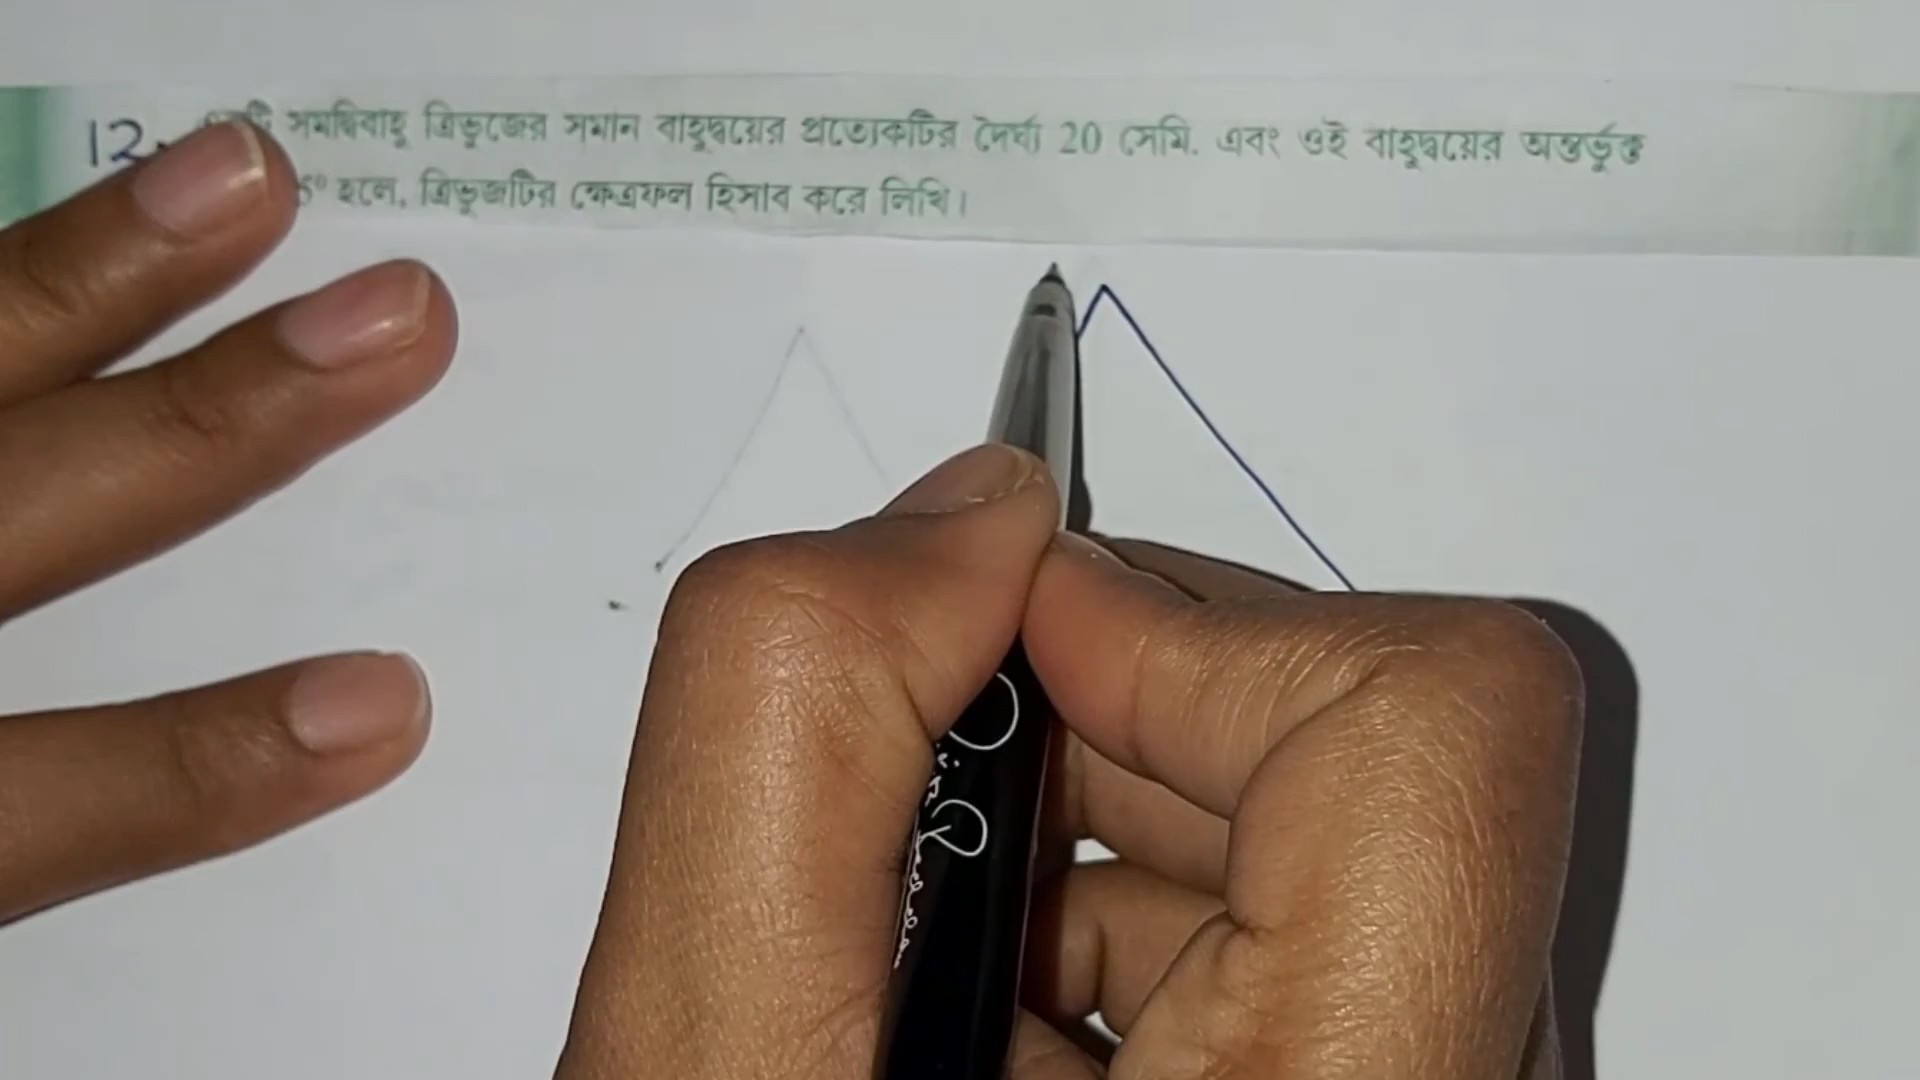 12. সমদ্বিবাহু ত্রিভুজের সমান বাহুদ্বয়ের প্রত্যেকটির দৈর্ঘ্য 20 সেমি. এবং ওই বাহুদ্বয়ের অন্তর্ভুক্ত
হলে, ত্রিভুজটির ক্ষেত্রফল হিসাব করে লিখি।